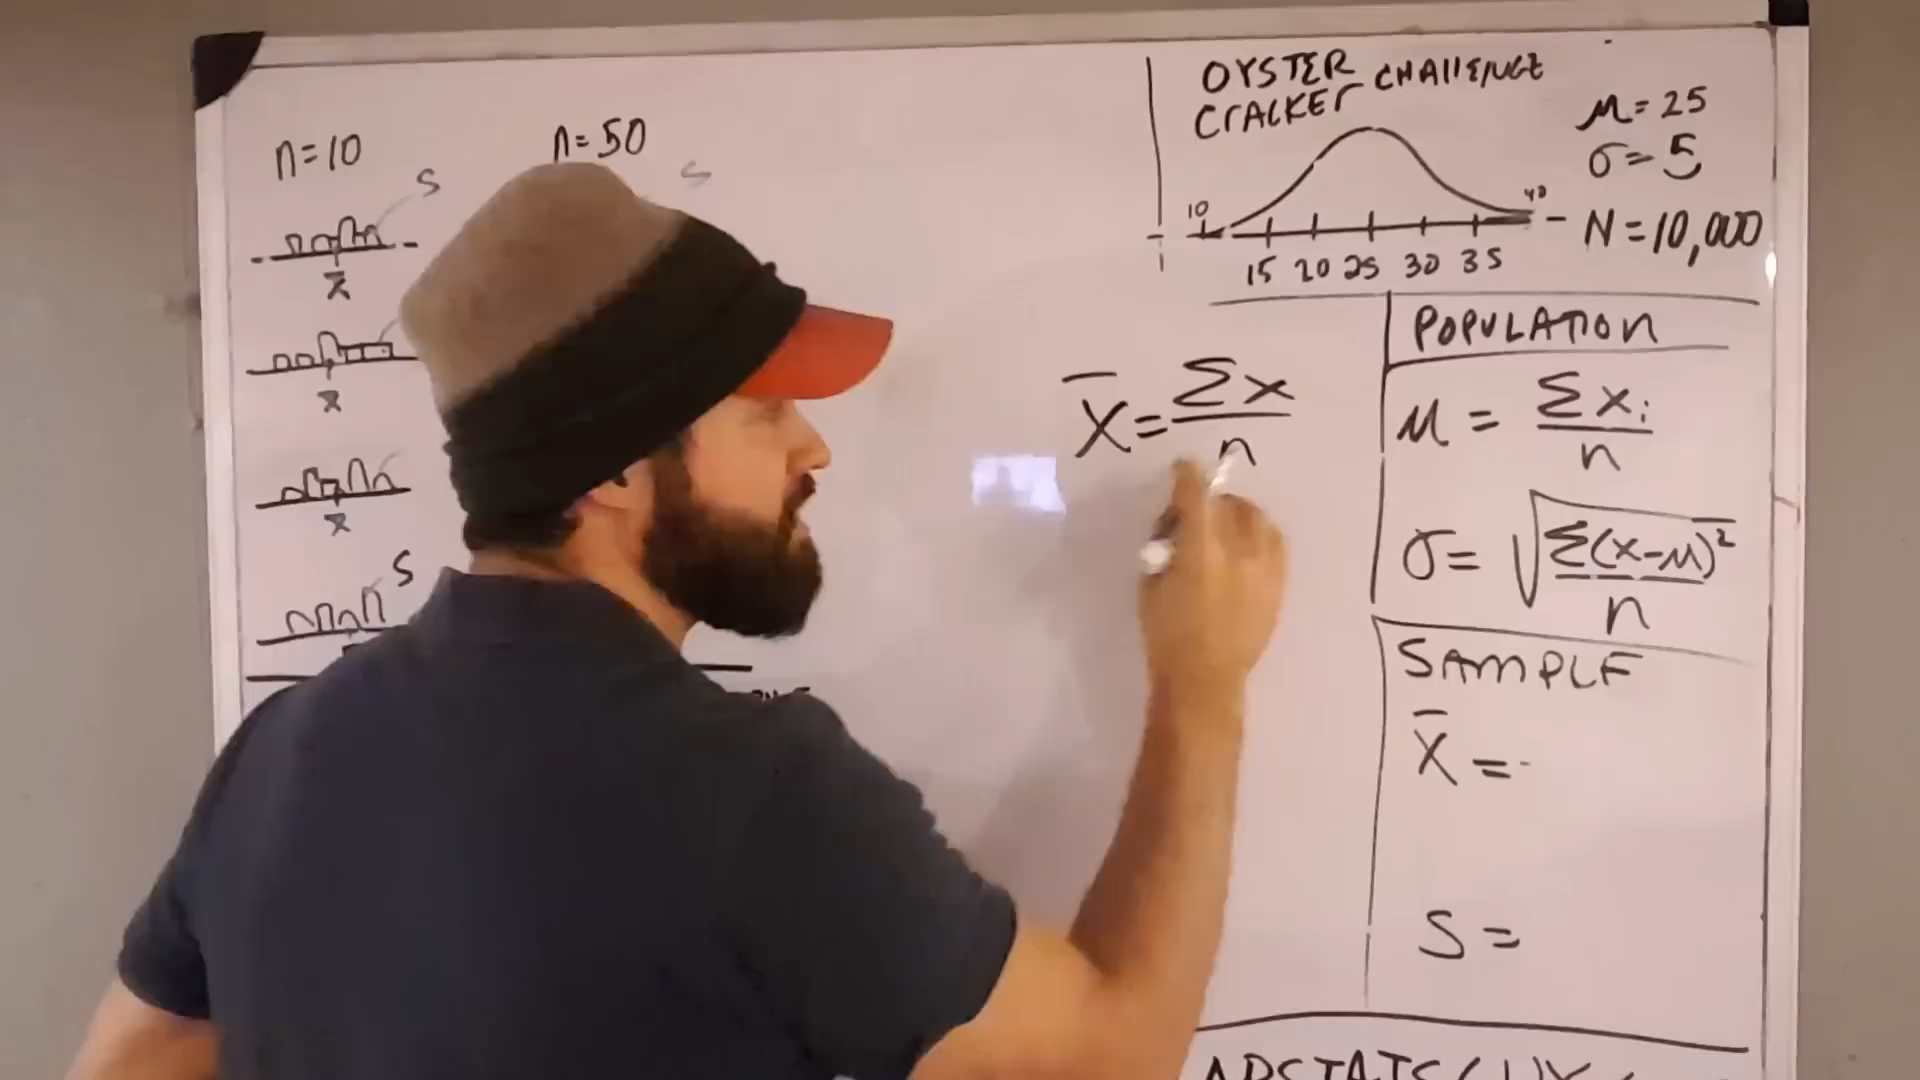 n=10
n=50
S
S
x̄
x̄
x̄
S
OYSTER
CRACKER CHALLENGE
μ=25
σ=5
N=10,000
10 40
15 20 25 30 35
x̄ = Σx/n
POPULATION
μ = Σxi/n
σ = √Σ(x-μ)²/n
SAMPLE
x̄ =
S =